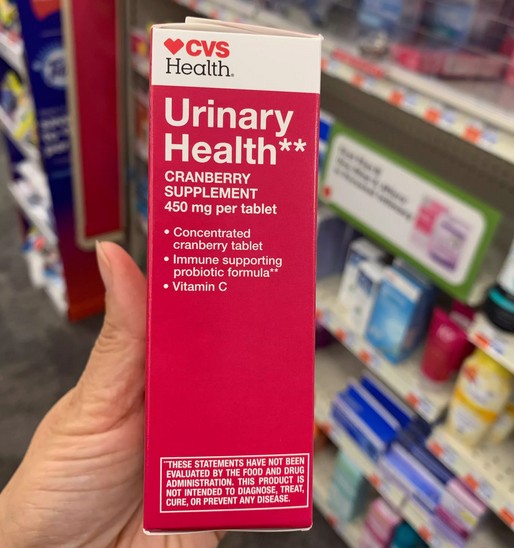 CVS
Health®
Urinary
Health**
CRANBERRY
SUPPLEMENT
450 mg per tablet
• Concentrated
cranberry tablet
• Immune supporting
probiotic formula**
• Vitamin C
**THESE STATEMENTS HAVE NOT BEEN
EVALUATED BY THE FOOD AND DRUG
ADMINISTRATION. THIS PRODUCT IS
NOT INTENDED TO DIAGNOSE, TREAT,
CURE, OR PREVENT ANY DISEASE.